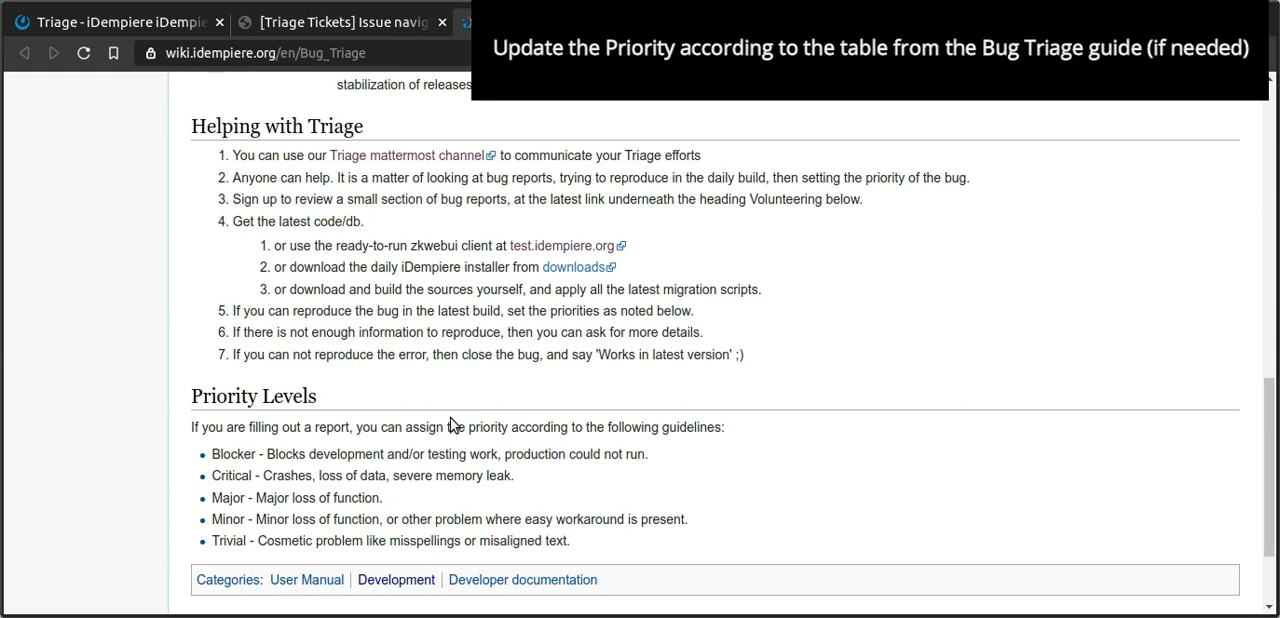 Triage - iDempiere iDempie
[Triage Tickets] Issue navig
Update the Priority according to the table from the Bug Triage guide (if needed)
wiki.idempiere.org/en/Bug_Triage
stabilization of releases
Helping with Triage
1. You can use our Triage mattermost channel to communicate your Triage efforts
2. Anyone can help. It is a matter of looking at bug reports, trying to reproduce in the daily build, then setting the priority of the bug.
3. Sign up to review a small section of bug reports, at the latest link underneath the heading Volunteering below.
4. Get the latest code/db.
1. or use the ready-to-run zkwebui client at test.idempiere.org
2. or download the daily iDempiere installer from downloads
3. or download and build the sources yourself, and apply all the latest migration scripts.
5. If you can reproduce the bug in the latest build, set the priorities as noted below.
6. If there is not enough information to reproduce, then you can ask for more details.
7. If you can not reproduce the error, then close the bug, and say 'Works in latest version' ;)
Priority Levels
If you are filling out a report, you can assign the priority according to the following guidelines:
• Blocker - Blocks development and/or testing work, production could not run.
• Critical - Crashes, loss of data, severe memory leak.
• Major - Major loss of function.
• Minor - Minor loss of function, or other problem where easy workaround is present.
• Trivial - Cosmetic problem like misspellings or misaligned text.
Categories: User Manual | Development | Developer documentation